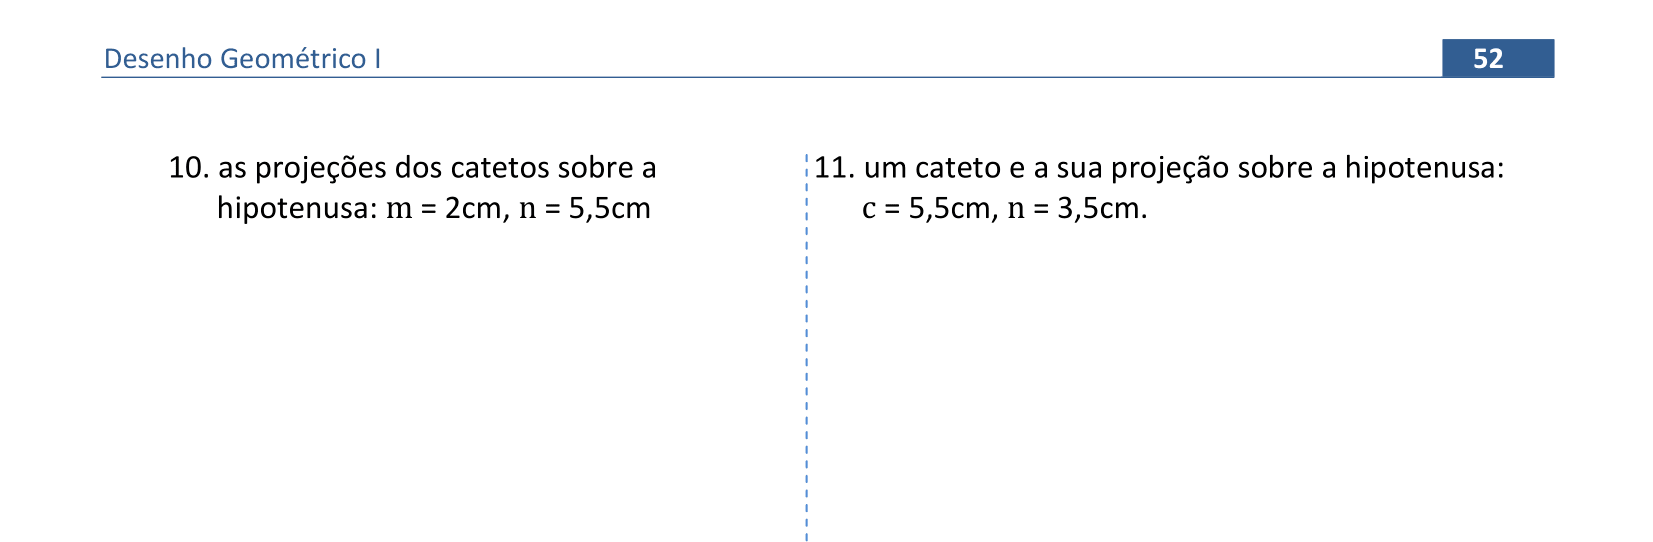 Desenho Geométrico I
52
10. as projeções dos catetos sobre a
hipotenusa: m = 2cm, n = 5,5cm
11. um cateto e a sua projeção sobre a hipotenusa:
c = 5,5cm, n = 3,5cm.